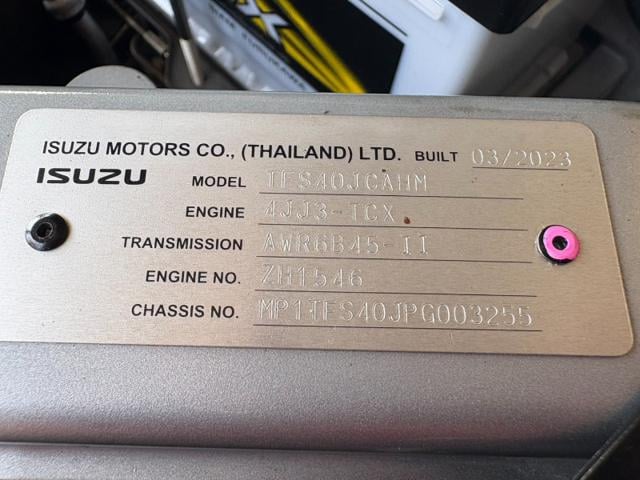 ISUZU MOTORS CO., (THAILAND) LTD. BUILT 03/2023
ISUZU MODEL TFS40JCAHM
ENGINE 4JJ3-TCX
TRANSMISSION AWR6B45-II
ENGINE NO. ZH1546
CHASSIS NO. MP1TFS40JPG003255